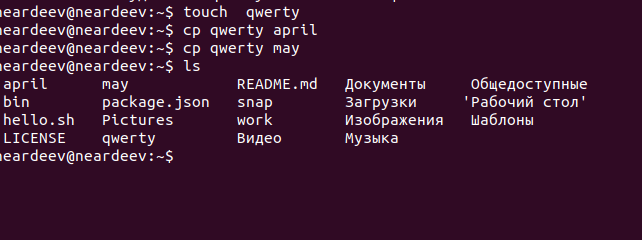 neardeev@neardeev:~$ touch  qwerty
neardeev@neardeev:~$ cp qwerty april
neardeev@neardeev:~$ cp qwerty may
neardeev@neardeev:~$ ls
april      may          README.md   Документы     Общедоступные
bin        package.json snap        Загрузки     'Рабочий стол'
hello.sh   Pictures     work        Изображения   Шаблоны
LICENSE    qwerty       Видео       Музыка
neardeev@neardeev:~$